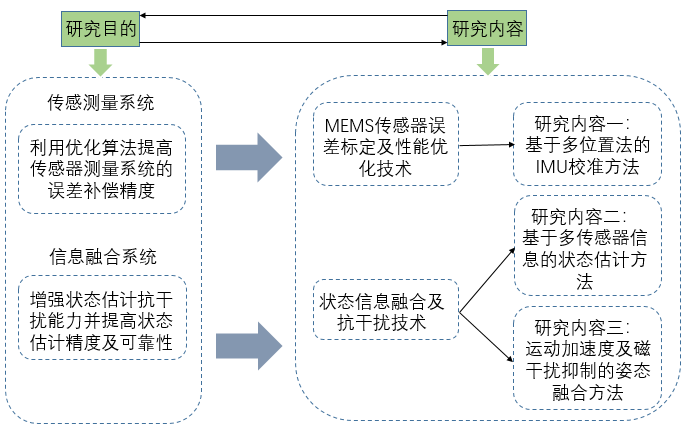 研究目的
研究内容
传感测量系统
利用优化算法提高
传感器测量系统的
误差补偿精度
信息融合系统
增强状态估计抗干
扰能力并提高状态
估计精度及可靠性
MEMS传感器误
差标定及性能优
化技术
状态信息融合及
抗干扰技术
研究内容一：
基于多位置法的
IMU校准方法
研究内容二：
基于多传感器信
息的状态估计方
法
研究内容三：
运动加速度及磁
干扰抑制的姿态
融合方法